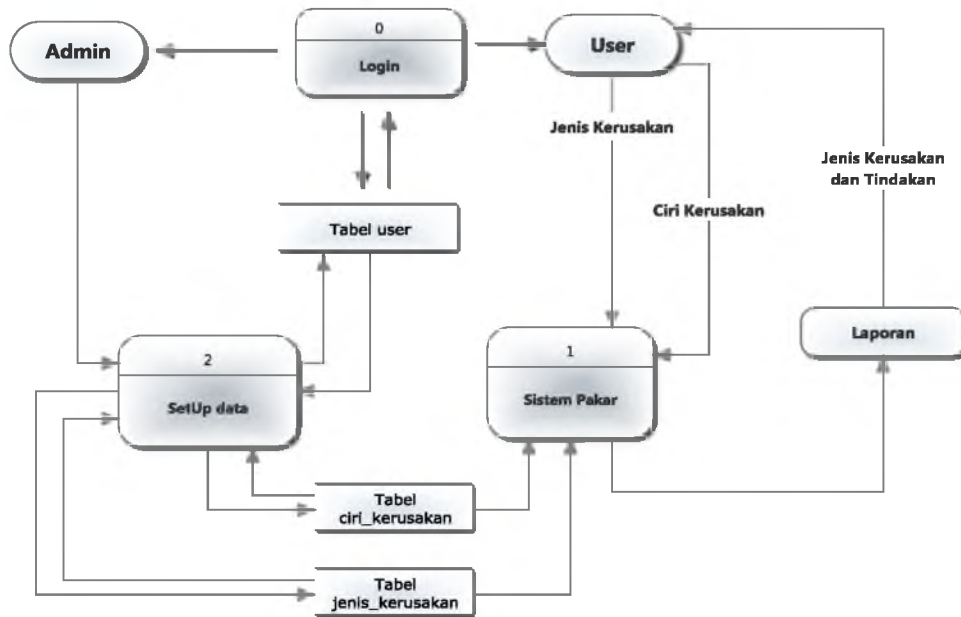 0
Login
Admin
User
Jenis Kerusakan
Jenis Kerusakan
dan Tindakan
Ciri Kerusakan
Tabel user
Laporan
2
SetUp data
1
Sistem Pakar
Tabel
ciri_kerusakan
Tabel
jenis_kerusakan